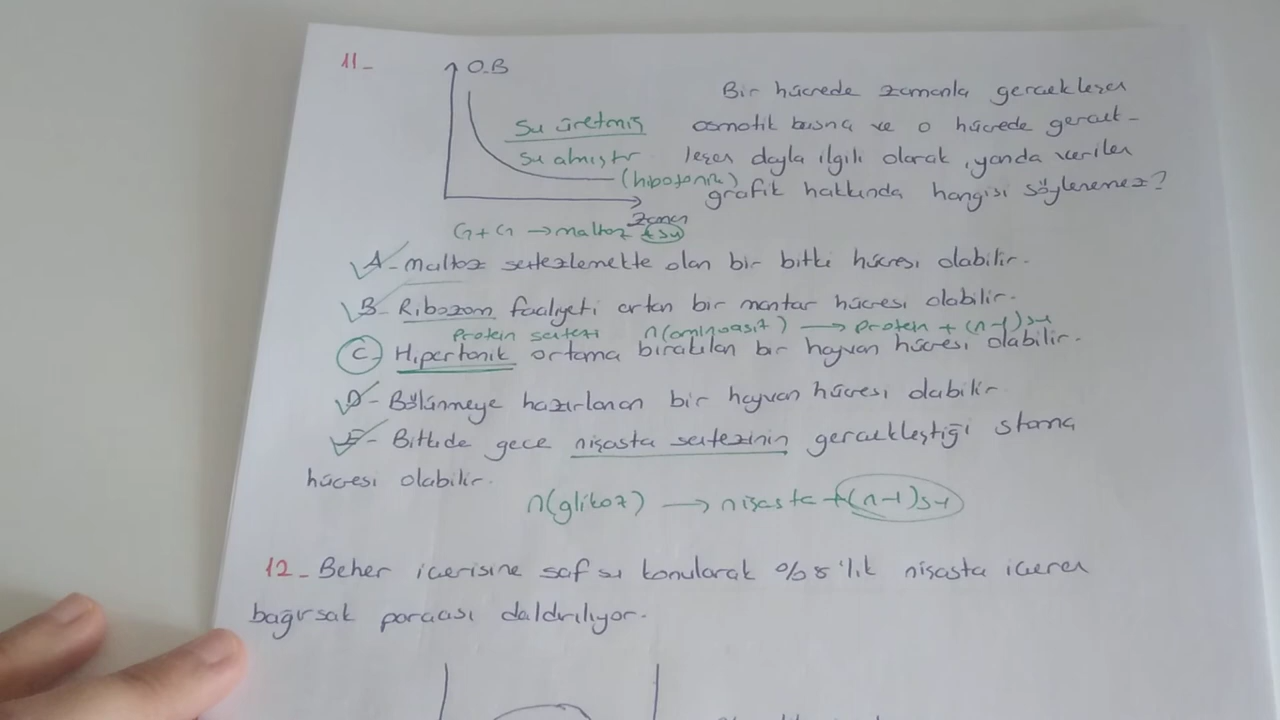 11-
O.B
Bir hücrede zamanla gerçekleşen
Su üretmiş
osmotik basınç ve o hücrede gerçek-
su almıştır
leşen olayla ilgili olarak, yanda verilen
(hipotonik)
grafik hakkında hangisi söylenemez?
Zaman
G+G → maltoz + su
A- Maltoz sentezlemekte olan bir bitki hücresi olabilir.
B- Ribozom faaliyeti artan bir mantar hücresi olabilir.
Protein sentezi n(aminoasit) → protein + (n-1)su
C- Hipertonik ortama bırakılan bir hayvan hücresi olabilir.
D- Bölünmeye hazırlanan bir hayvan hücresi olabilir
E- Bitkide gece nişasta sentezinin gerçekleştiği stoma
hücresi olabilir.
n(glikoz) → nişasta + (n-1)su
12- Beher içerisine saf su konularak %8'lik nişasta içeren
bağırsak parçası daldırılıyor.